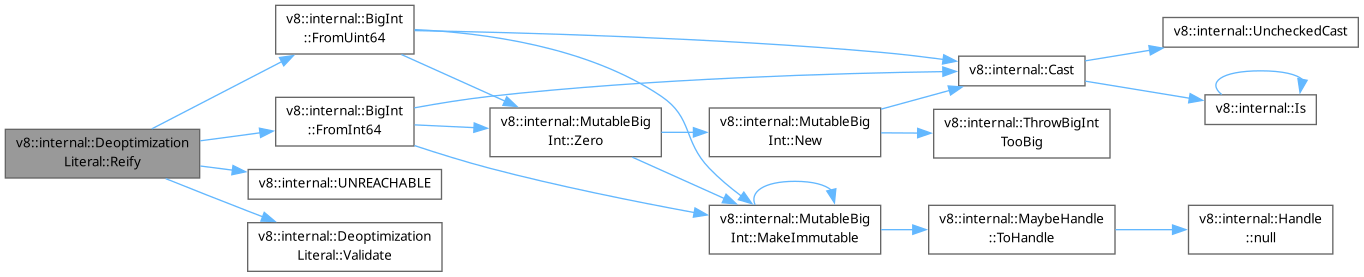 v8::internal::Deoptimization
Literal::Reify
v8::internal::BigInt
::FromUint64
v8::internal::BigInt
::FromInt64
v8::internal::UNREACHABLE
v8::internal::Deoptimization
Literal::Validate
v8::internal::MutableBig
Int::Zero
v8::internal::MutableBig
Int::New
v8::internal::MutableBig
Int::MakeImmutable
v8::internal::Cast
v8::internal::ThrowBigInt
TooBig
v8::internal::MaybeHandle
::ToHandle
v8::internal::UncheckedCast
v8::internal::Is
v8::internal::Handle
::null